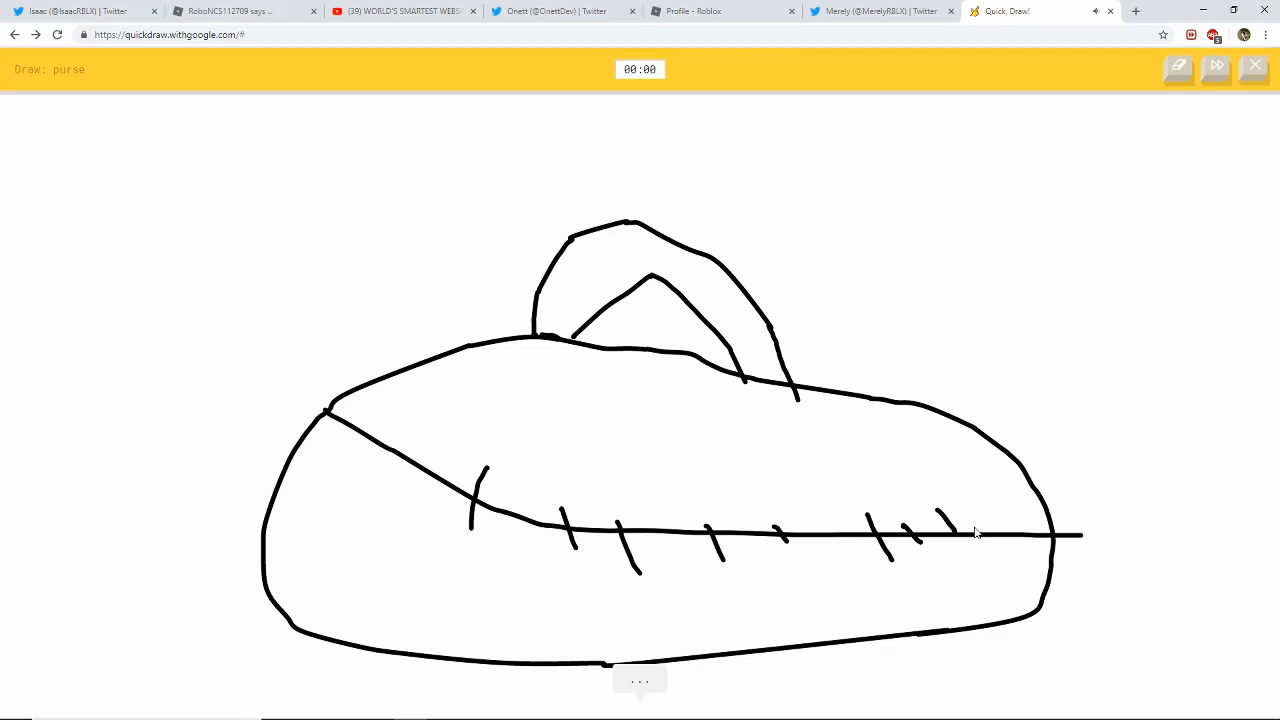 Isaac (@IsaacRBLX) | Twitter
RoboNCS112709 says ...
(39) WORLD'S SMARTEST WEBSI
Onett (@OnettDev) | Twitter
Profile - Roblox
Merely (@MerelyRBLX) | Twitter
Quick, Draw!
https://quickdraw.withgoogle.com/#
Draw: purse
00:00
...